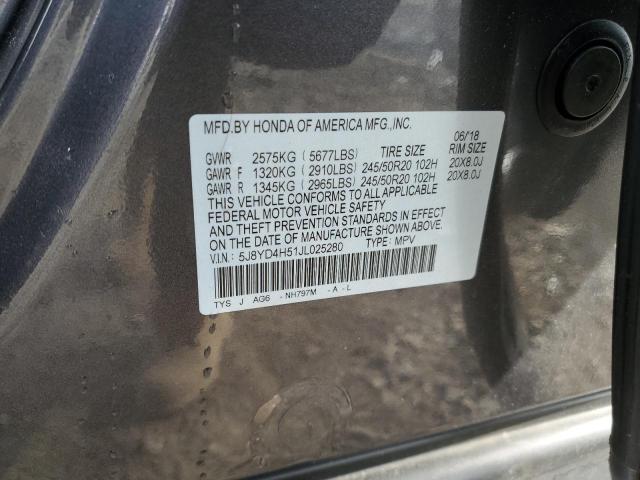 MFD.BY HONDA OF AMERICA MFG.,INC.
06/18
TIRE SIZE RIM SIZE
GVWR 2575KG ( 5677LBS)
GAWR F 1320KG ( 2910LBS) 245/50R20 102H 20X8.0J
GAWR R 1345KG ( 2965LBS) 245/50R20 102H 20X8.0J
THIS VEHICLE CONFORMS TO ALL APPLICABLE
FEDERAL MOTOR VEHICLE SAFETY
AND THEFT PREVENTION STANDARDS IN EFFECT
ON THE DATE OF MANUFACTURE SHOWN ABOVE.
V.I.N.: 5J8YD4H51JL025280 TYPE: MPV
TYS J AG6 - NH797M - A - L